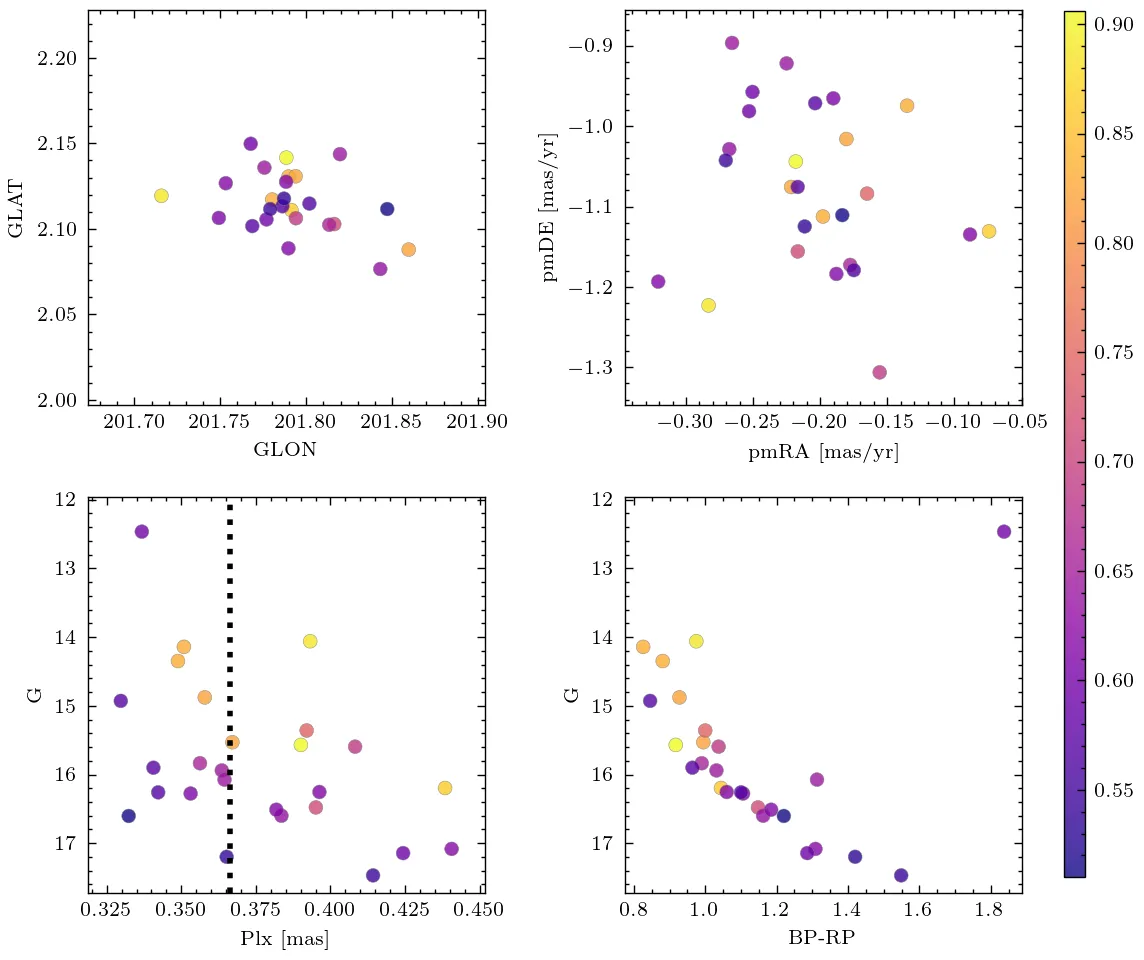 2.20
2.15
2.10
2.05
2.00
GLAT
201.70 201.75 201.80 201.85 201.90
GLON
−0.9
−1.0
−1.1
−1.2
−1.3
pmDE [mas/yr]
−0.30 −0.25 −0.20 −0.15 −0.10 −0.05
pmRA [mas/yr]
12
13
14
15
16
17
G
0.325 0.350 0.375 0.400 0.425 0.450
Plx [mas]
12
13
14
15
16
17
G
0.8 1.0 1.2 1.4 1.6 1.8
BP-RP
0.90
0.85
0.80
0.75
0.70
0.65
0.60
0.55